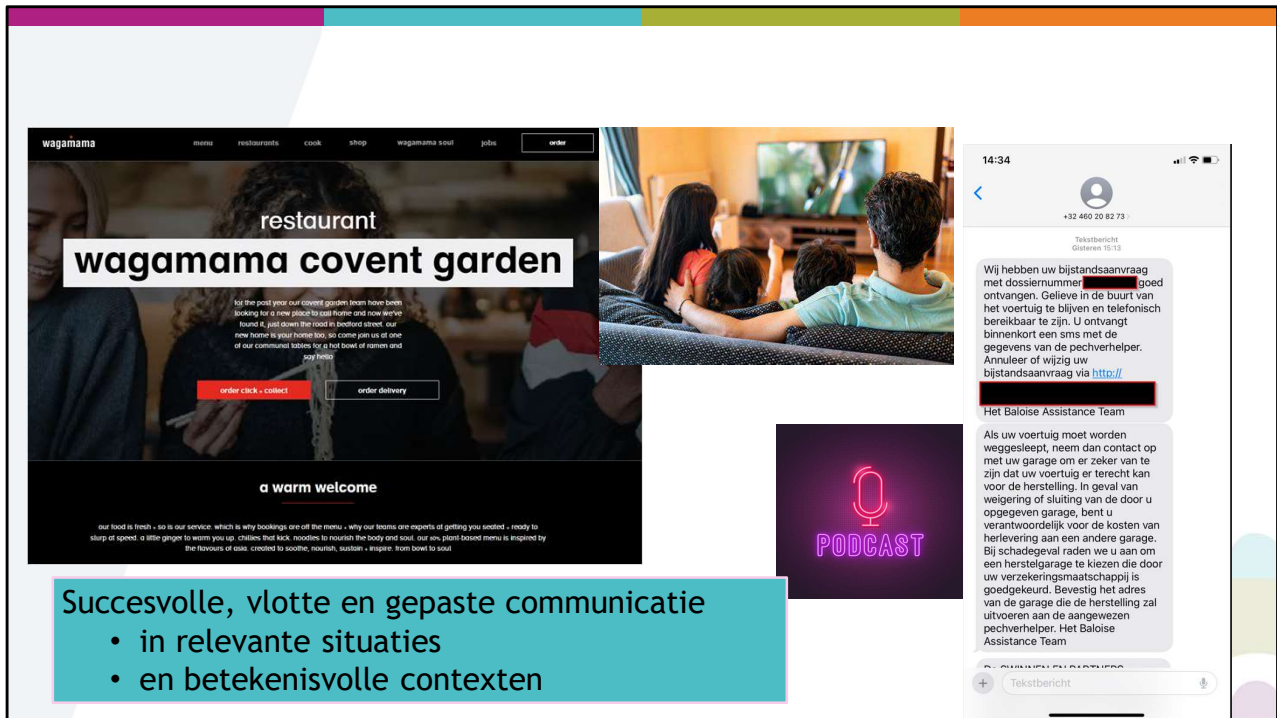 wagamama
menu restaurants cook shop wagamama soul jobs order
restaurant
wagamama covent garden
for the past year our covent garden team have been
looking for a new place to call home and now we've
found it, just down the road in bedford street. our
new home is your home too, so come join us at one
of our communal tables for a hot bowl of ramen and
say hello
order click + collect order delivery
a warm welcome
our food is fresh + so is our service. which is why bookings are off the menu + why our teams are experts at getting you seated + ready to
slurp at speed. a little ginger to warm you up. chillies that kick. noodles to nourish the body and soul. our 50% plant-based menu is inspired by
the flavours of asia. created to soothe, nourish, sustain + inspire. from bowl to soul
PODCAST
14:34
+32 460 20 82 73
Tekstbericht
Gisteren 15:13
Wij hebben uw bijstandsaanvraag
met dossiernummer goed
ontvangen. Gelieve in de buurt van
het voertuig te blijven en telefonisch
bereikbaar te zijn. U ontvangt
binnenkort een sms met de
gegevens van de pechverhelper.
Annuleer of wijzig uw
bijstandsaanvraag via http://
Het Baloise Assistance Team
Als uw voertuig moet worden
weggesleept, neem dan contact op
met uw garage om er zeker van te
zijn dat uw voertuig er terecht kan
voor de herstelling. In geval van
weigering of sluiting van de door u
opgegeven garage, bent u
verantwoordelijk voor de kosten van
herlevering aan een andere garage.
Bij schadegeval raden we u aan om
een herstelgarage te kiezen die door
uw verzekeringsmaatschappij is
goedgekeurd. Bevestig het adres
van de garage die de herstelling zal
uitvoeren aan de aangewezen
pechverhelper. Het Baloise
Assistance Team
Tekstbericht
Succesvolle, vlotte en gepaste communicatie
• in relevante situaties
• en betekenisvolle contexten